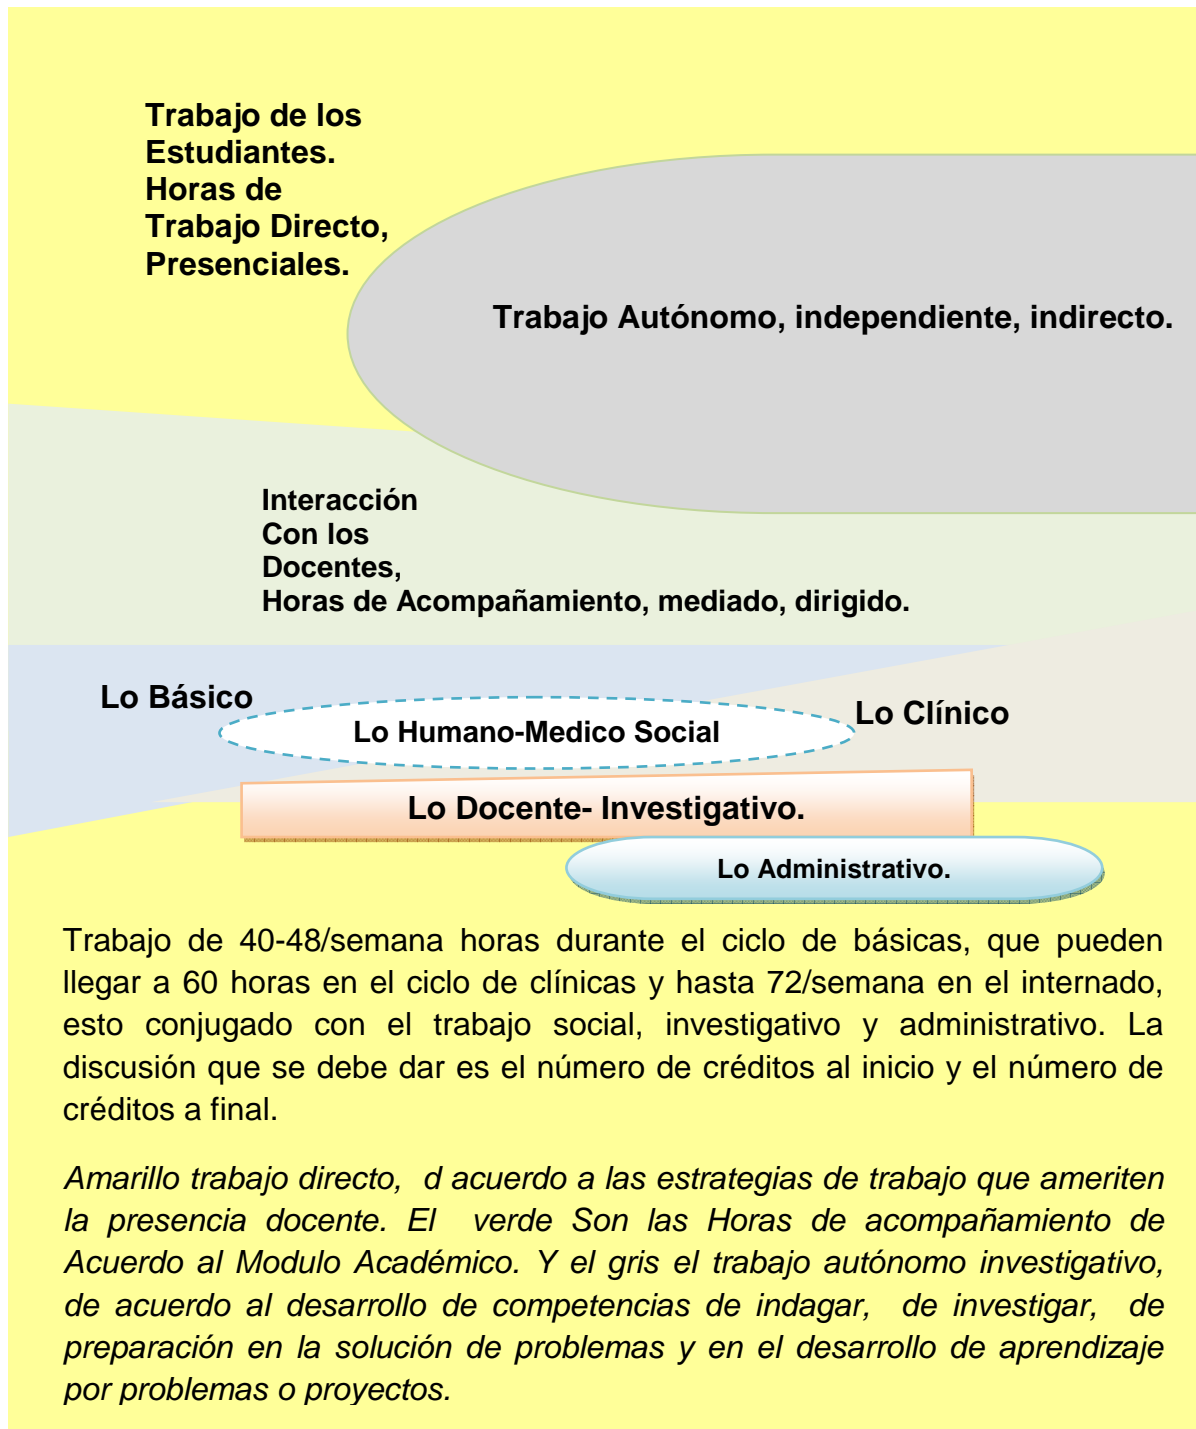 Trabajo de los
Estudiantes.
Horas de
Trabajo Directo,
Presenciales.
Trabajo Autónomo, independiente, indirecto.
Interacción
Con los
Docentes,
Horas de Acompañamiento, mediado, dirigido.
Lo Básico
Lo Humano-Medico Social
Lo Clínico
Lo Docente- Investigativo.
Lo Administrativo.
Trabajo de 40-48/semana horas durante el ciclo de básicas, que pueden
llegar a 60 horas en el ciclo de clínicas y hasta 72/semana en el internado,
esto conjugado con el trabajo social, investigativo y administrativo. La
discusión que se debe dar es el número de créditos al inicio y el número de
créditos a final.
Amarillo trabajo directo, d acuerdo a las estrategias de trabajo que ameriten
la presencia docente. El verde Son las Horas de acompañamiento de
Acuerdo al Modulo Académico. Y el gris el trabajo autónomo investigativo,
de acuerdo al desarrollo de competencias de indagar, de investigar, de
preparación en la solución de problemas y en el desarrollo de aprendizaje
por problemas o proyectos.